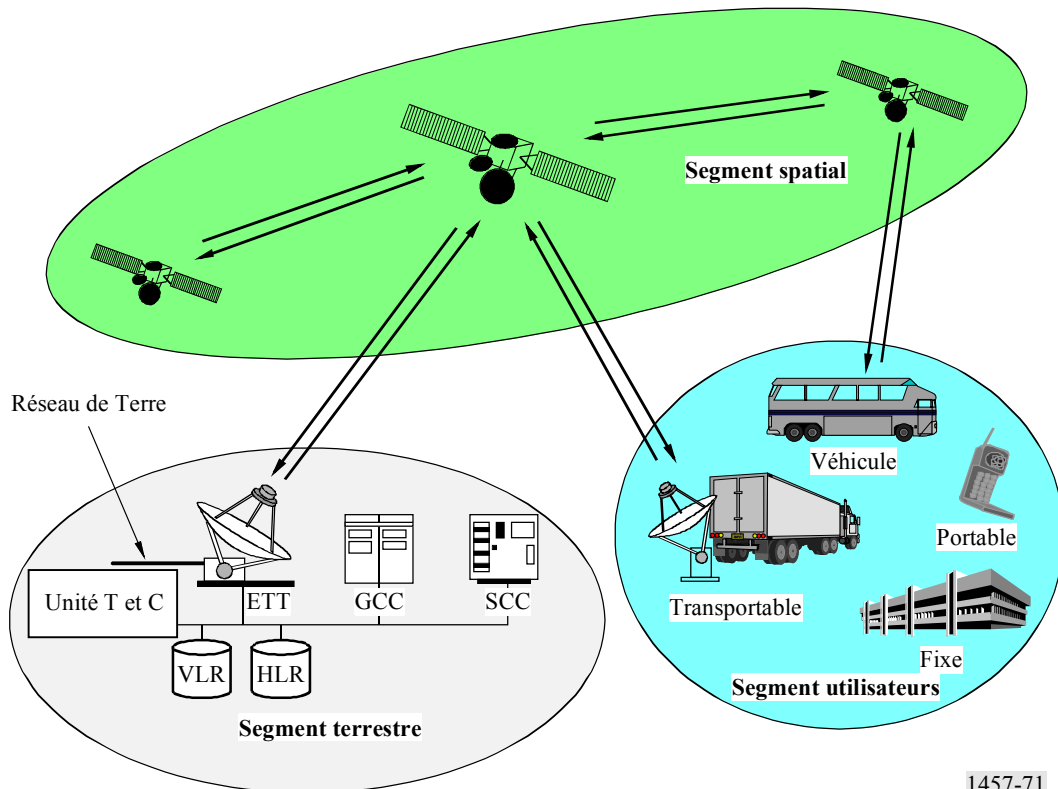 Segment spatial
Réseau de Terre
Véhicule
Portable
Unité T et C
ETT
GCC
SCC
Transportable
VLR
HLR
Fixe
Segment utilisateurs
Segment terrestre
1457-71